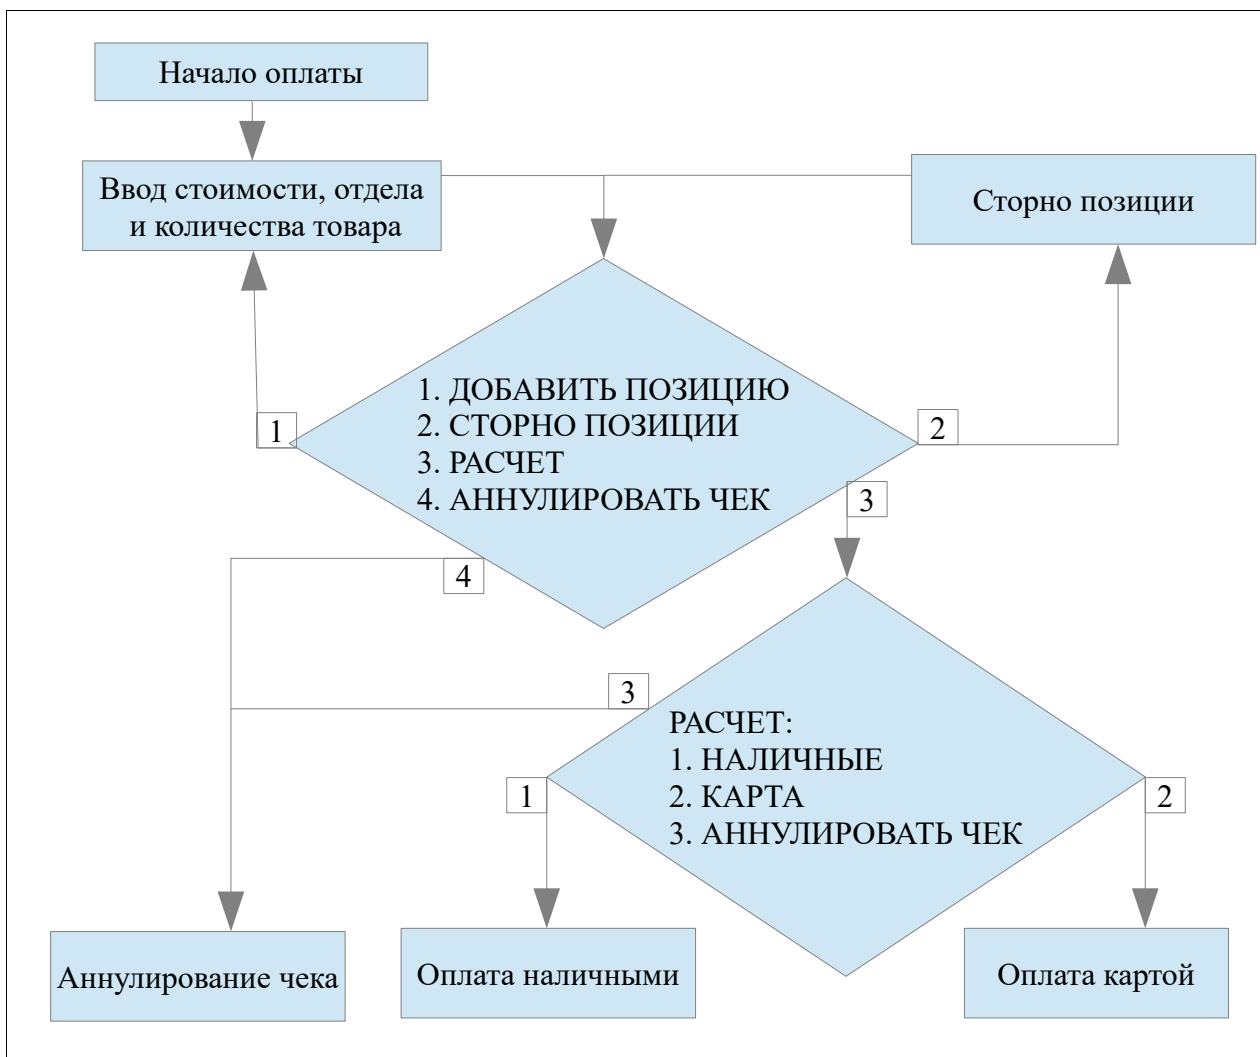 Начало оплаты
Ввод стоимости, отдела
и количества товара
Сторно позиции
1. ДОБАВИТЬ ПОЗИЦИЮ
2. СТОРНО ПОЗИЦИИ
3. РАСЧЕТ
4. АННУЛИРОВАТЬ ЧЕК
1
2
3
4
3
РАСЧЕТ:
1. НАЛИЧНЫЕ
2. КАРТА
3. АННУЛИРОВАТЬ ЧЕК
1
2
Аннулирование чека
Оплата наличными
Оплата картой